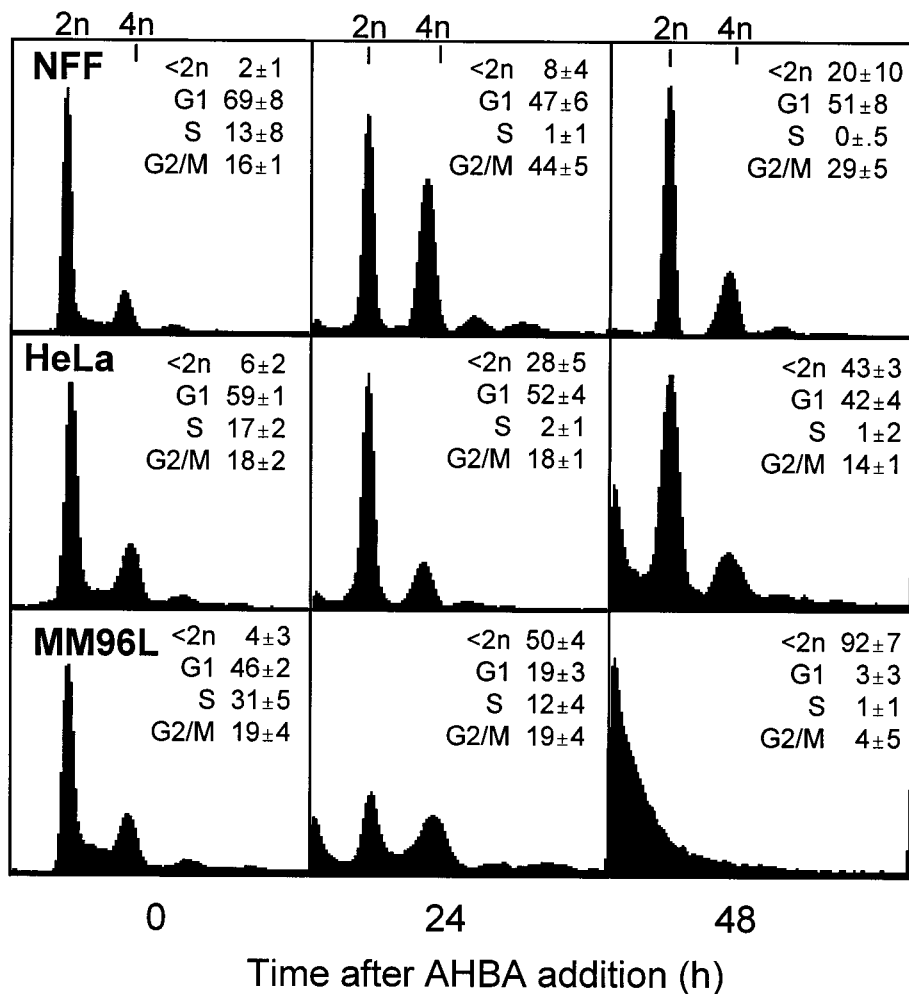 2n 4n 2n 4n 2n 4n
NFF
<2n 2±1
G1 69±8
S 13±8
G2/M 16±1
<2n 8±4
G1 47±6
S 1±1
G2/M 44±5
<2n 20±10
G1 51±8
S 0±.5
G2/M 29±5
HeLa
<2n 6±2
G1 59±1
S 17±2
G2/M 18±2
<2n 28±5
G1 52±4
S 2±1
G2/M 18±1
<2n 43±3
G1 42±4
S 1±2
G2/M 14±1
MM96L
<2n 4±3
G1 46±2
S 31±5
G2/M 19±4
<2n 50±4
G1 19±3
S 12±4
G2/M 19±4
<2n 92±7
G1 3±3
S 1±1
G2/M 4±5
0 24 48
Time after AHBA addition (h)